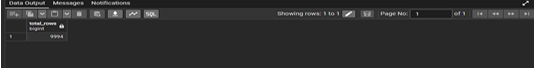 Data Output Messages Notifications
SQL
Showing rows: 1 to 1
Page No: 1 of 1
total_rows
bigint
1 9994